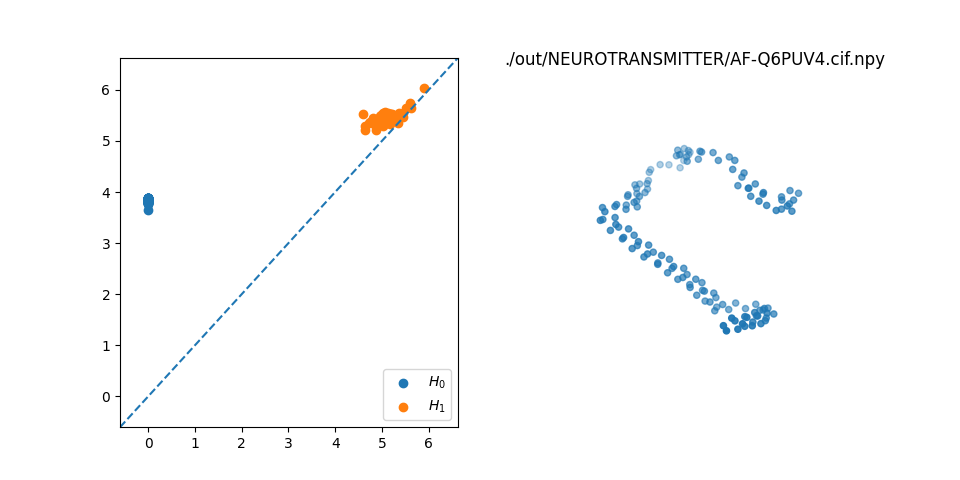 ./out/NEUROTRANSMITTER/AF-Q6PUV4.cif.npy
6
5
4
3
2
1
0
0 1 2 3 4 5 6
H₀
H₁